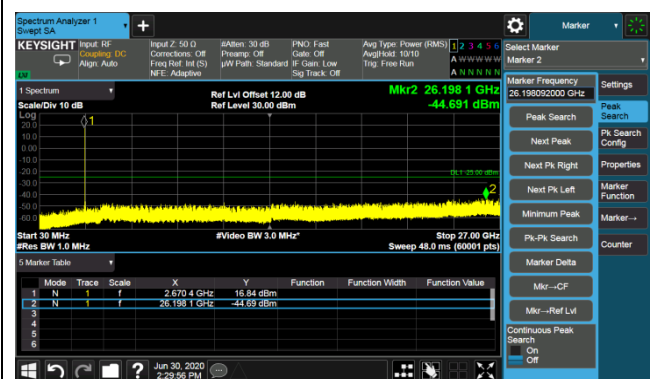 Spectrum Analyzer 1
Swept SA
Marker
KEYSIGHT
Input: RF
Coupling: DC
Align: Auto
Input Z: 50 Ω
Corrections: Off
Freq Ref: Int (S)
NFE: Adaptive
#Atten: 30 dB
Preamp: Off
µW Path: Standard
PNO: Fast
Gate: Off
IF Gain: Low
Sig Track: Off
Avg Type: Power (RMS)
Avg|Hold: 10/10
Trig: Free Run
1 2 3 4 5 6
A W W W W W
A N N N N N
Select Marker
Marker 2
1 Spectrum
Scale/Div 10 dB
Ref Lvl Offset 12.00 dB
Ref Level 30.00 dBm
Mkr2 26.198 1 GHz
-44.691 dBm
Log
20.0
10.0
0.00
-10.0
-20.0
-30.0
-40.0
-50.0
-60.0
1
DL1 -25.00 dBm
2
Start 30 MHz
#Video BW 3.0 MHz*
Stop 27.00 GHz
#Res BW 1.0 MHz
Sweep 48.0 ms (60001 pts)
5 Marker Table
Mode Trace Scale X Y Function Function Width Function Value
1 N 1 f 2.670 4 GHz 16.84 dBm
2 N 1 f 26.198 1 GHz -44.69 dBm
3
4
5
6
Jun 30, 2020
2:29:56 PM
Marker Frequency
26.198092000 GHz
Peak Search
Next Peak
Next Pk Right
Next Pk Left
Minimum Peak
Pk-Pk Search
Marker Delta
Mkr→CF
Mkr→Ref Lvl
Continuous Peak
Search
On
Off
Settings
Peak
Search
Pk Search
Config
Properties
Marker
Function
Marker→
Counter